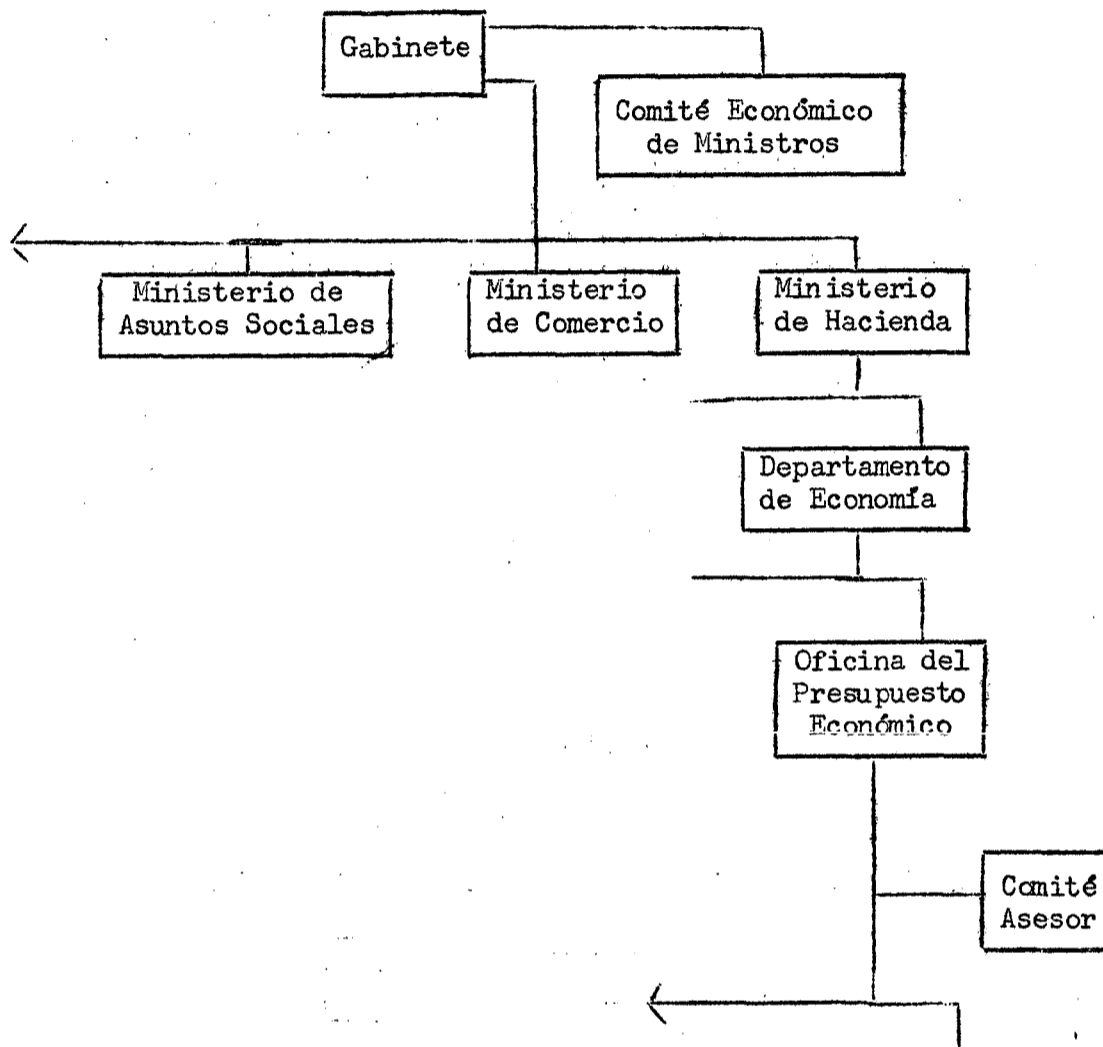 Gabinete
Comité Económico
de Ministros
Ministerio de
Asuntos Sociales
Ministerio
de Comercio
Ministerio
de Hacienda
Departamento
de Economía
Oficina del
Presupuesto
Económico
Comité
Asesor